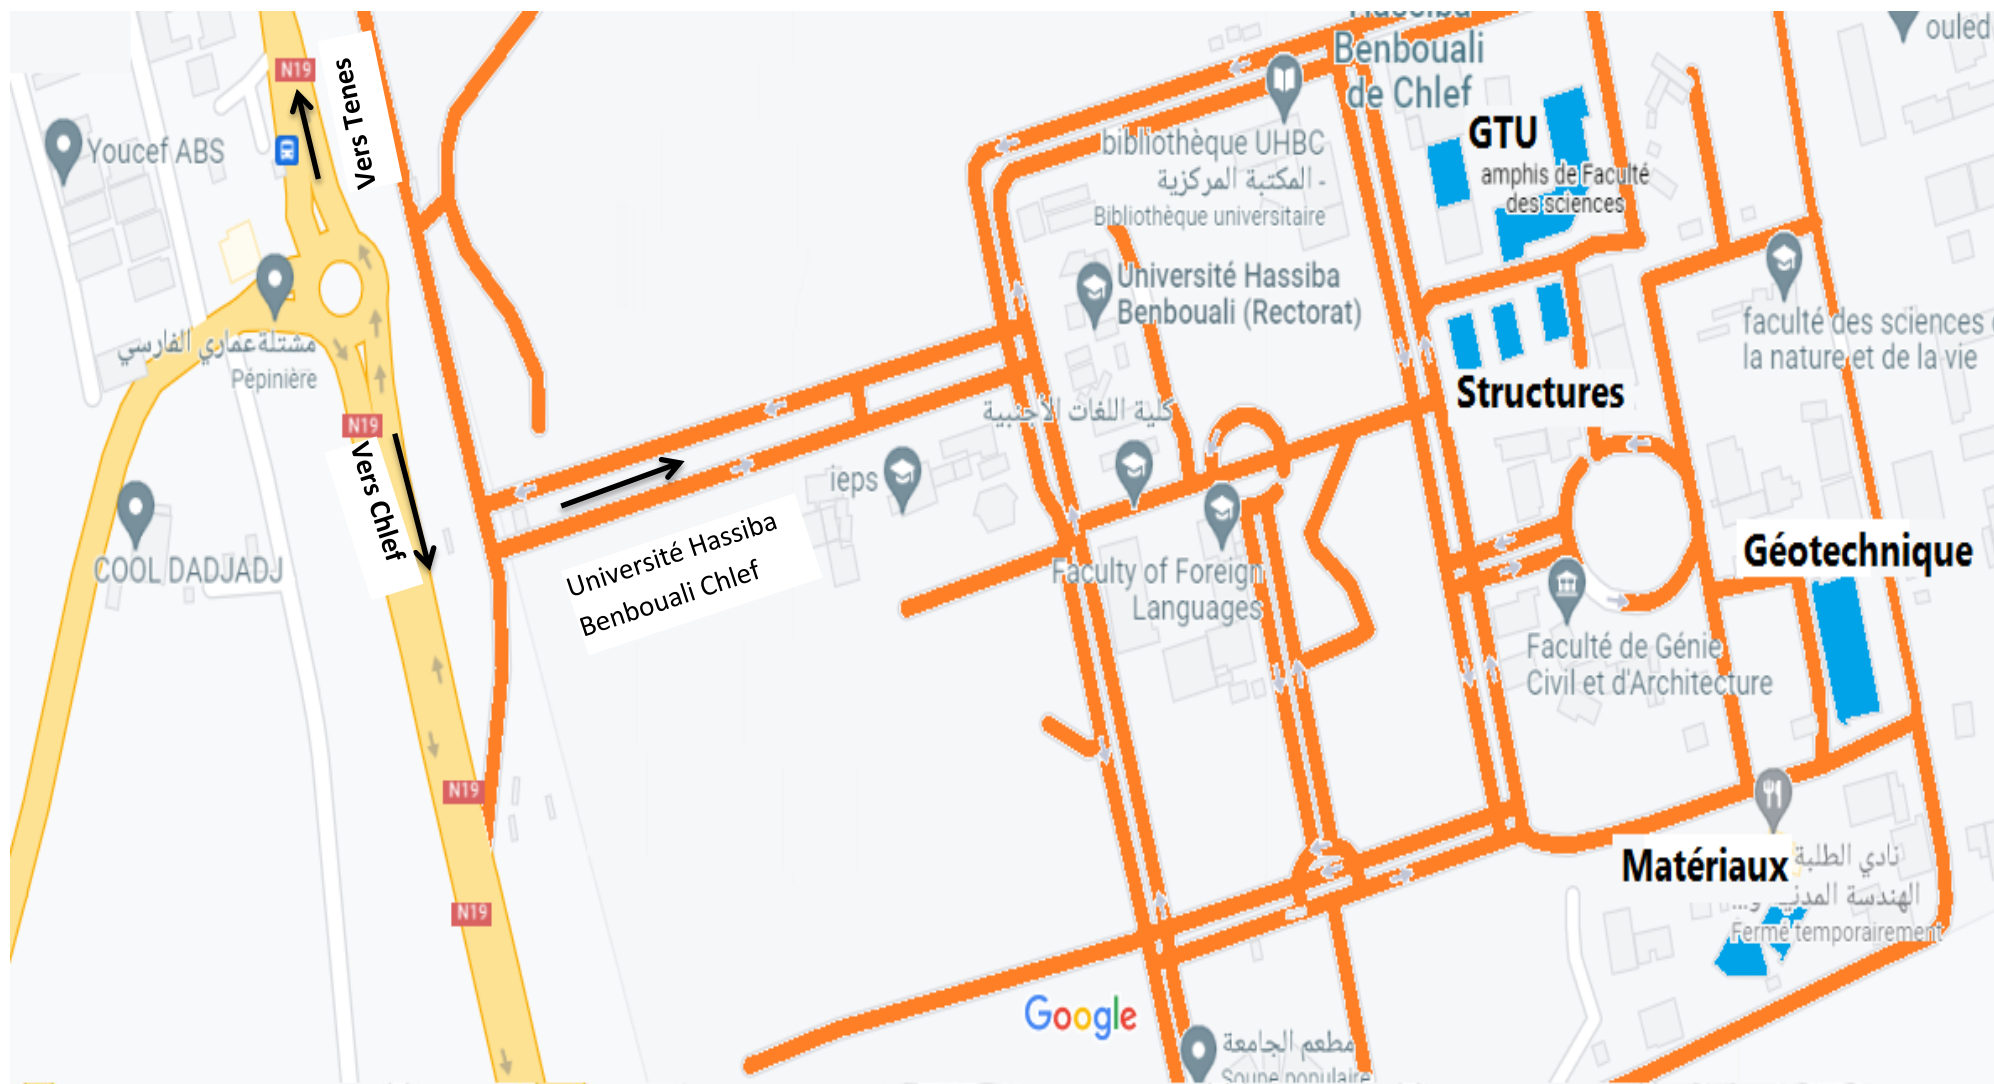 Hassiba
Benbouali
de Chlef
ouled
N19
Vers Tenes
Youcef ABS
GTU
amphis de Faculté
des sciences
bibliothèque UHBC
المكتبة المركزية -
Bibliothèque universitaire
Université Hassiba
Benbouali (Rectorat)
مشتلة عماري الفارسي
Pépinière
faculté des sciences
la nature et de la vie
Structures
كلية اللغات الأجنبية
N19
Vers Chlef
ieps
Université Hassiba
Benbouali Chlef
COOL DADJADJ
Géotechnique
Faculty of Foreign
Languages
Faculté de Génie
Civil et d'Architecture
N19
Matériaux
نادي الطلبة
الهندسة المدنية و...
Fermé temporairement
N19
Google
مطعم الجامعة
Soupe populaire